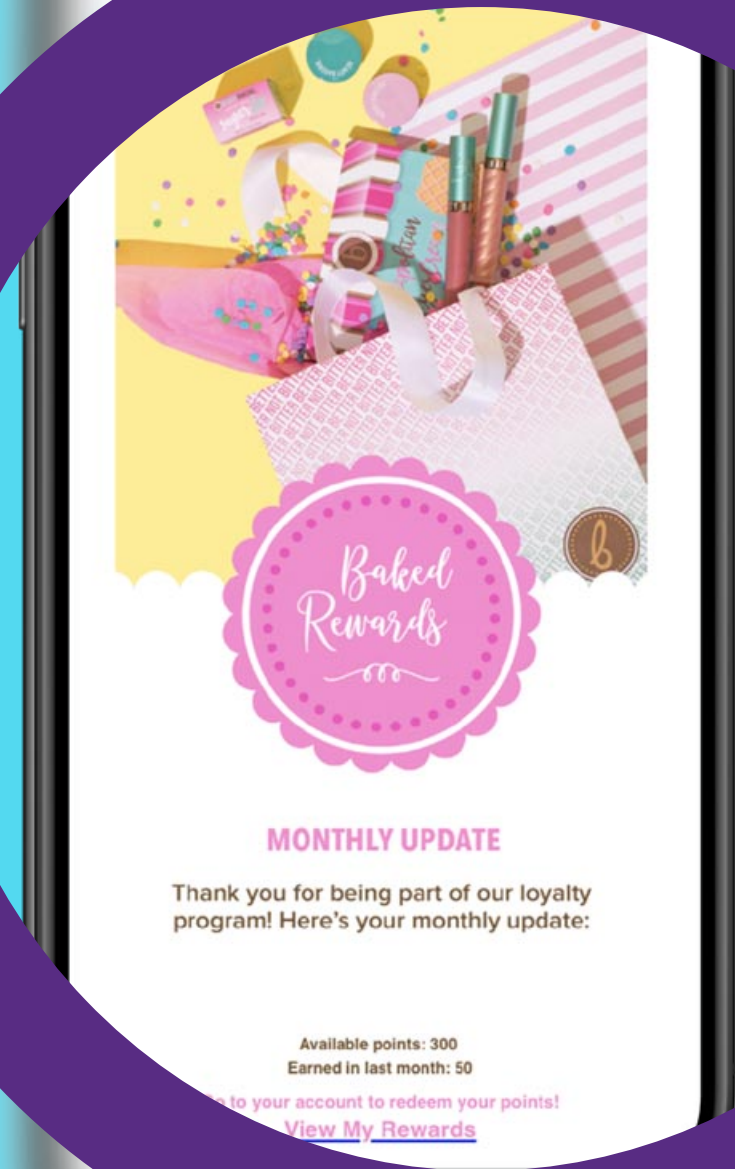 b
Baked
Rewards
MONTHLY UPDATE
Thank you for being part of our loyalty
program! Here's your monthly update:
Available points: 300
Earned in last month: 50
to your account to redeem your points!
View My Rewards